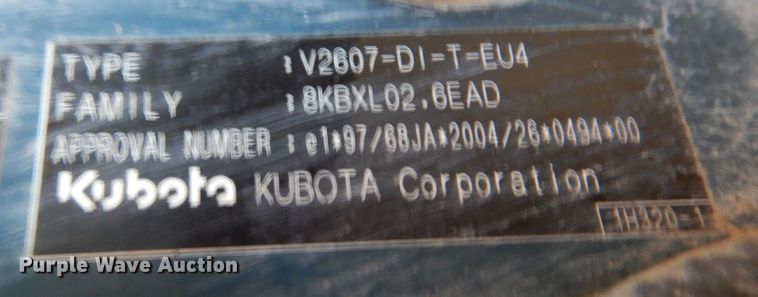 TYPE : V2607-DI-T-EU4
FAMILY : 8KBXL02.6EAD
APPROVAL NUMBER : e1*97/68JA*2004/26*0494*00
Kubota KUBOTA Corporation
1H320-1
Purple Wave Auction